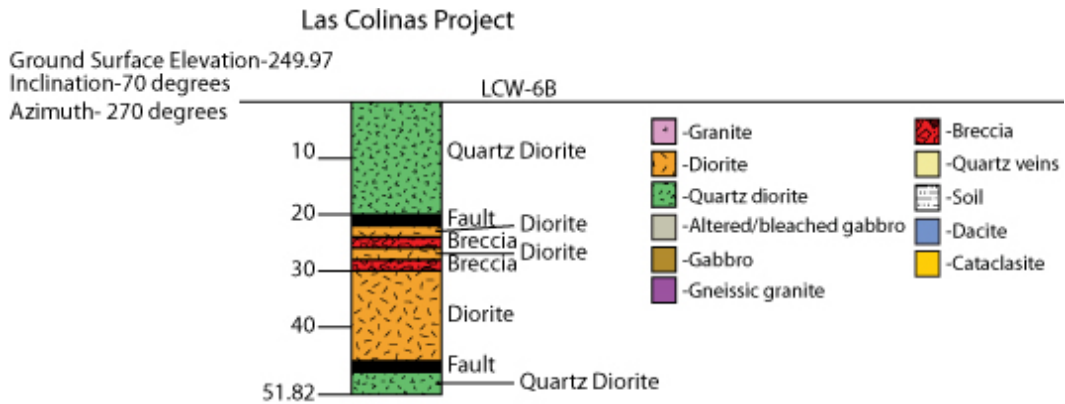 Las Colinas Project
Ground Surface Elevation-249.97
Inclination-70 degrees
Azimuth- 270 degrees
LCW-6B
10
20
30
40
51.82
Quartz Diorite
Fault
Diorite
Breccia
Diorite
Breccia
Diorite
Fault
Quartz Diorite
-Granite
-Diorite
-Quartz diorite
-Altered/bleached gabbro
-Gabbro
-Gneissic granite
-Breccia
-Quartz veins
-Soil
-Dacite
-Cataclasite